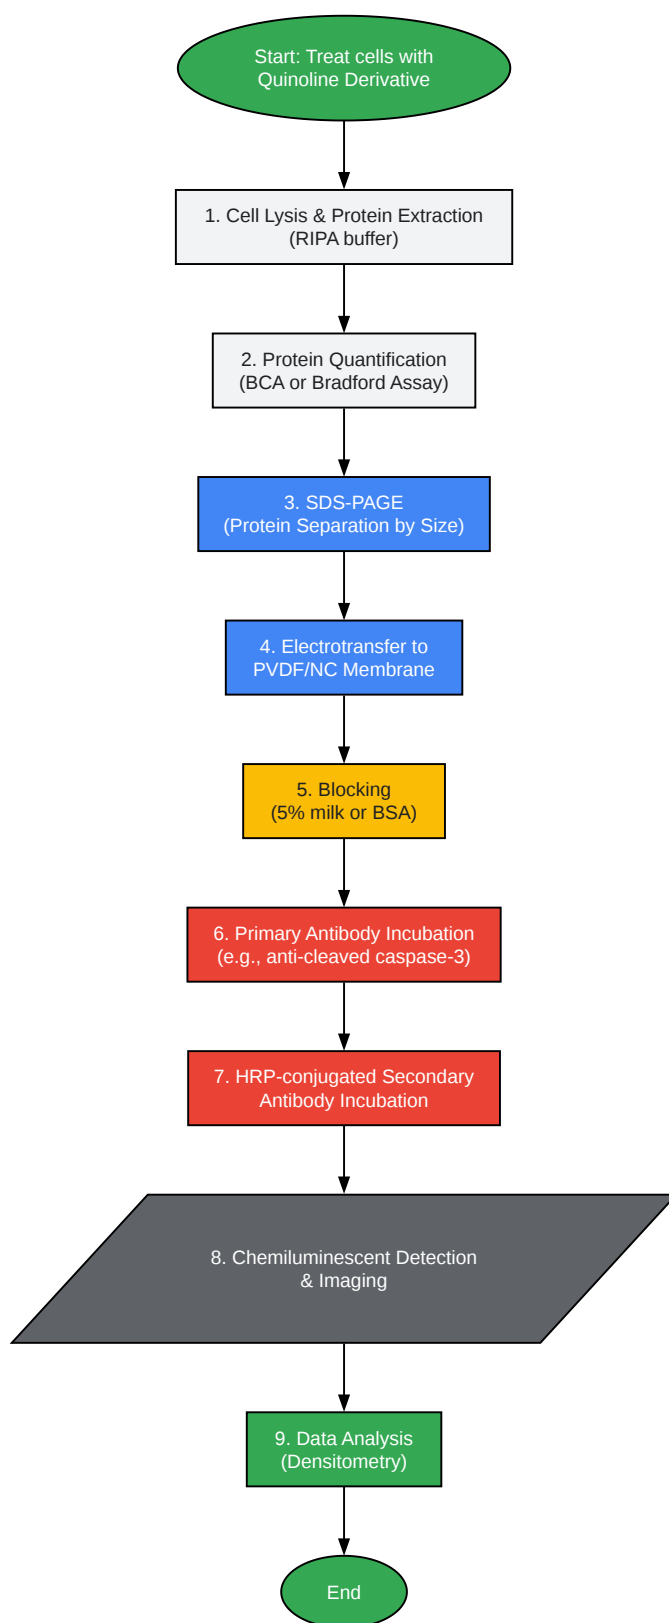 Start: Treat cells with
Quinoline Derivative
1. Cell Lysis & Protein Extraction
(RIPA buffer)
2. Protein Quantification
(BCA or Bradford Assay)
3. SDS-PAGE
(Protein Separation by Size)
4. Electrotransfer to
PVDF/NC Membrane
5. Blocking
(5% milk or BSA)
6. Primary Antibody Incubation
(e.g., anti-cleaved caspase-3)
7. HRP-conjugated Secondary
Antibody Incubation
8. Chemiluminescent Detection
& Imaging
9. Data Analysis
(Densitometry)
End